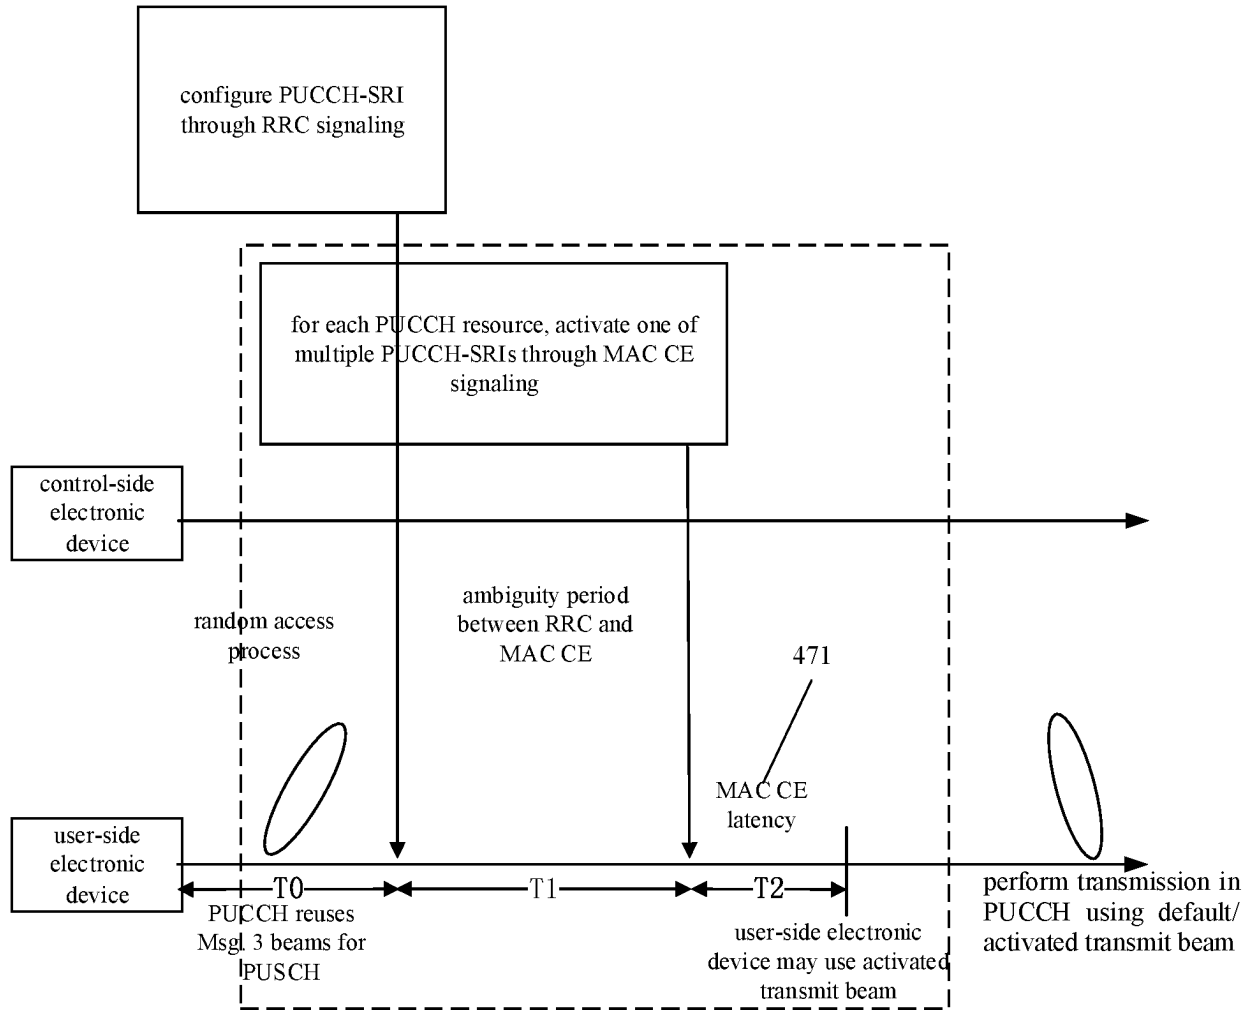 configure PUCCH-SRI
through RRC signaling
for each PUCCH resource, activate one of
multiple PUCCH-SRIs through MAC CE
signaling
control-side
electronic
device
random access
process
ambiguity period
between RRC and
MAC CE
471
MAC CE
latency
user-side
electronic
device
T0
T1
T2
PUCCH reuses
Msg. 3 beams for
PUSCH
user-side electronic
device may use activated
transmit beam
perform transmission in
PUCCH using default/
activated transmit beam